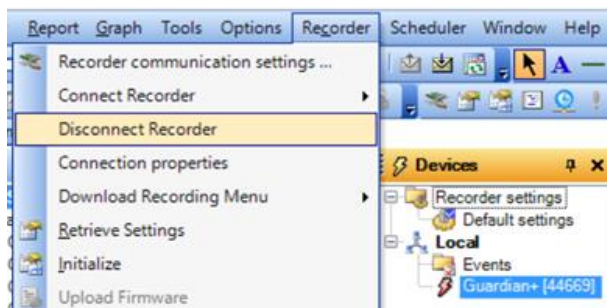 Report Graph Tools Options Recorder Scheduler Window Help
Recorder communication settings ...
Connect Recorder
Disconnect Recorder
Connection properties
Download Recording Menu
Retrieve Settings
Initialize
Upload Firmware
Devices
Recorder settings
Default settings
Local
Events
Guardian+ [44669]